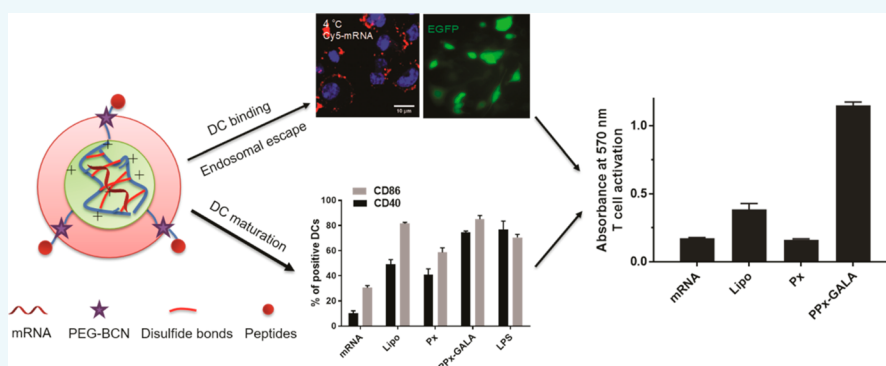 4 °C
Cy5-mRNA
10 μm
EGFP
DC binding
Endosomal escape
DC maturation
+ + + + +
mRNA
PEG-BCN
Disulfide bonds
Peptides
CD86
CD40
% of positive DCs
100
80
60
40
20
0
mRNA
Lipo
Px
PPx-GALA
LPS
Absorbance at 570 nm
T cell activation
1.0
0.5
0.0
mRNA
Lipo
Px
PPx-GALA